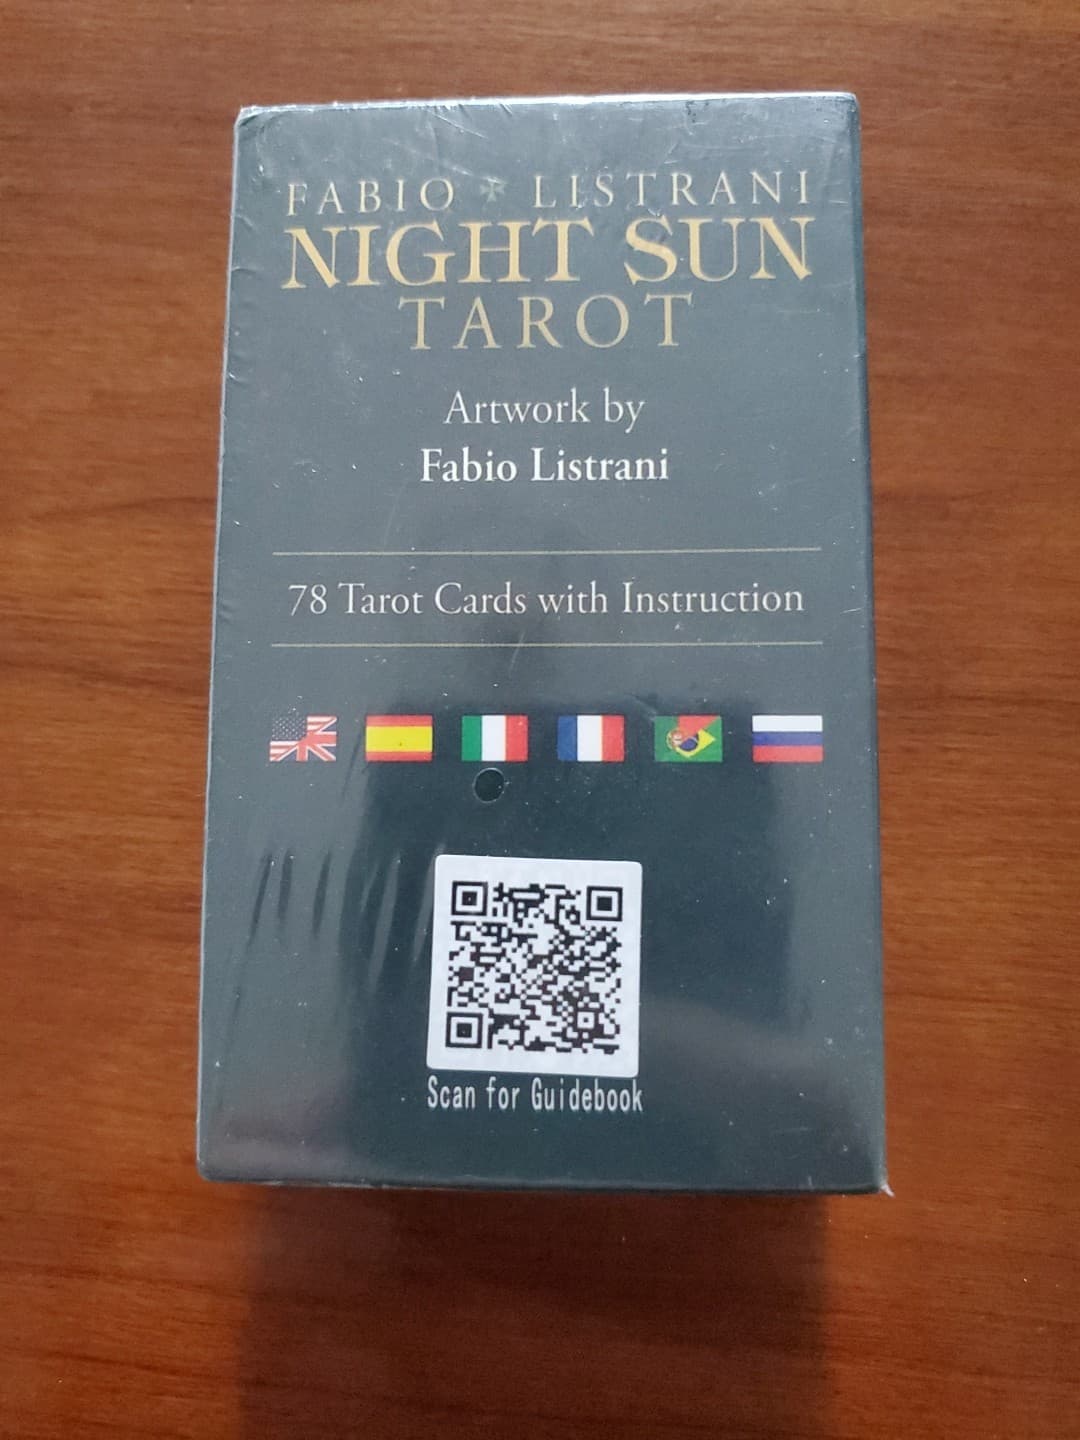 FABIO LISTRANI
NIGHT SUN
TAROT
Artwork by
Fabio Listrani
78 Tarot Cards with Instruction
Scan for Guidebook